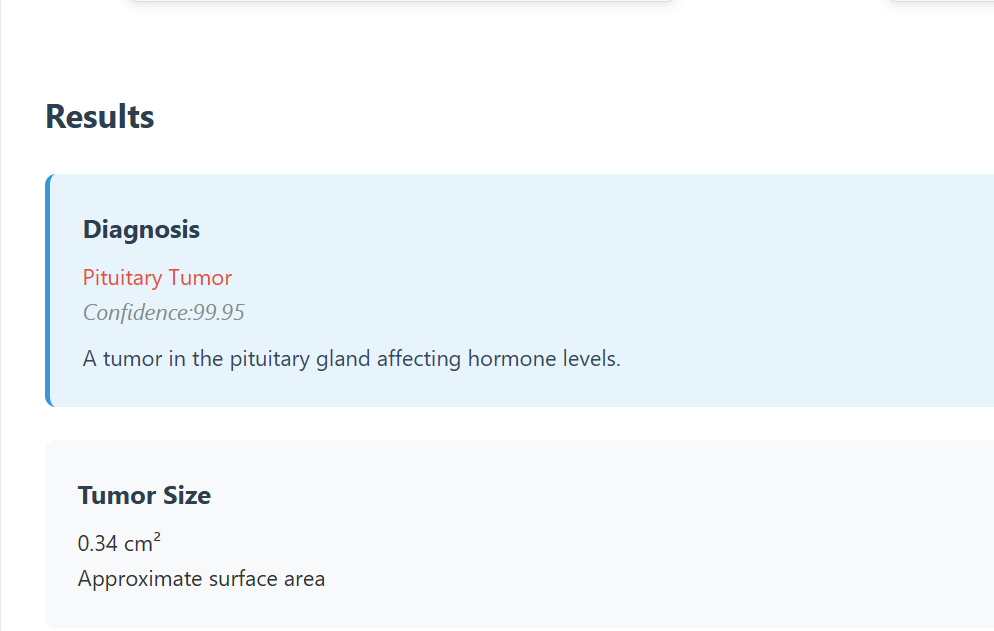 Results
Diagnosis
Pituitary Tumor
Confidence:99.95
A tumor in the pituitary gland affecting hormone levels.
Tumor Size
0.34 cm²
Approximate surface area